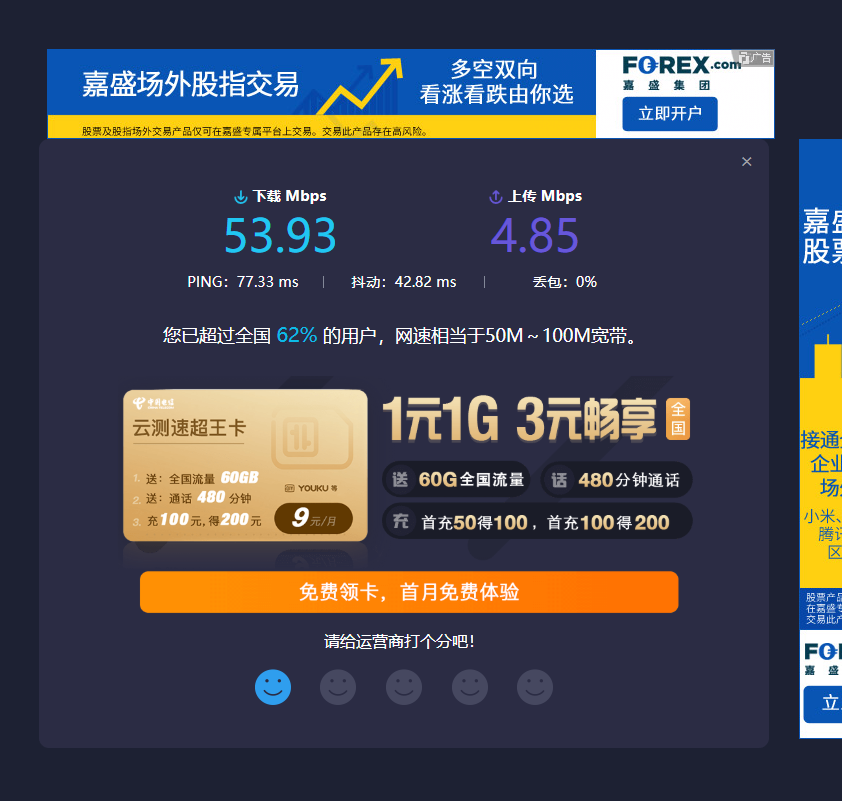 嘉盛场外股指交易
多空双向
看涨看跌由你选
股票及股指场外交易产品仅可在嘉盛专属平台上交易。交易此产品存在高风险。
FOREX.com
嘉盛集团
立即开户
广告
×
下载 Mbps
上传 Mbps
53.93
4.85
PING：77.33 ms
抖动：42.82 ms
丢包：0%
您已超过全国 62% 的用户，网速相当于50M ~ 100M宽带。
中国电信
云测速超王卡
1. 送：全国流量 60GB
2. 送：通话 480 分钟
3. 充100元，得200元
YOUKU 等
9元/月
1元1G 3元畅享 全国
送 60G全国流量
话 480分钟通话
充 首充50得100，首充100得200
免费领卡，首月免费体验
请给运营商打个分吧！
嘉
股票
接通
企业
场外
小米、
腾讯
区
股票产品
在嘉盛专
交易此产
FO
嘉 盛
立